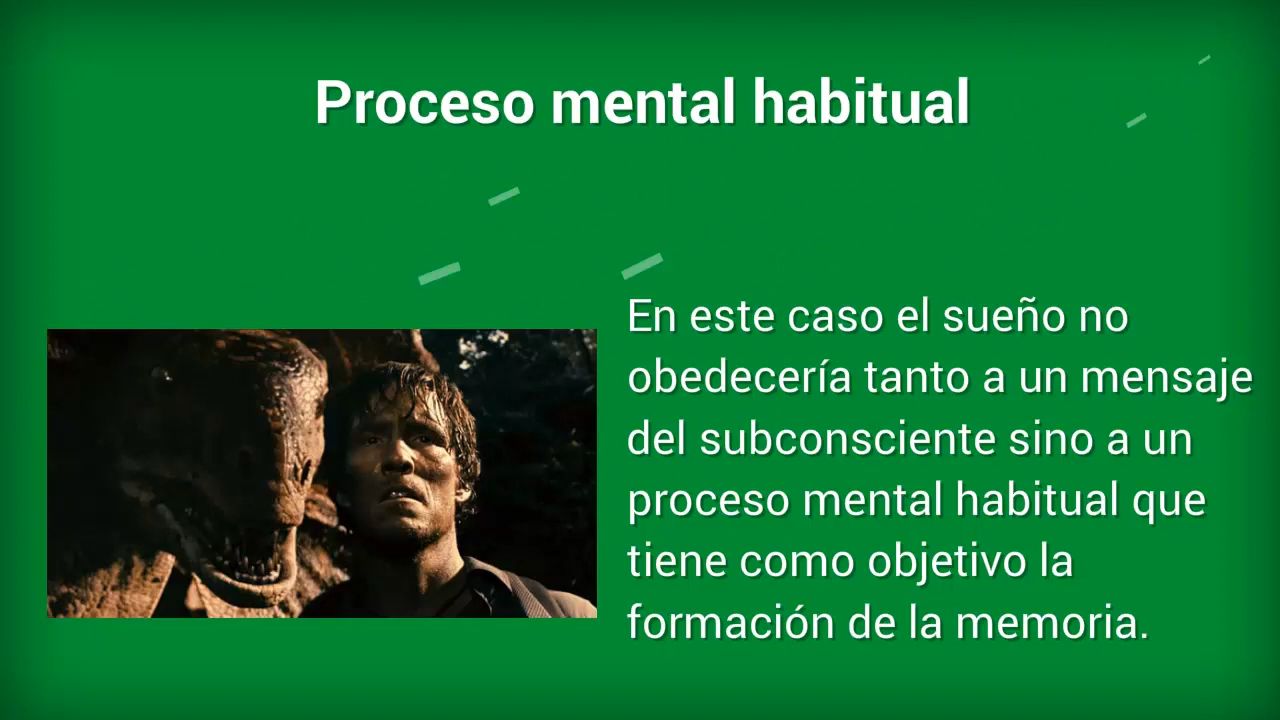 Proceso mental habitual
En este caso el sueño no
obedecería tanto a un mensaje
del subconsciente sino a un
proceso mental habitual que
tiene como objetivo la
formación de la memoria.